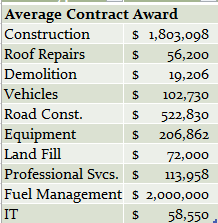 Average Contract Award
Construction $ 1,803,098
Roof Repairs $ 56,200
Demolition $ 19,206
Vehicles $ 102,730
Road Const. $ 522,830
Equipment $ 206,862
Land Fill $ 72,000
Professional Svcs. $ 113,958
Fuel Management $ 2,000,000
IT $ 58,550